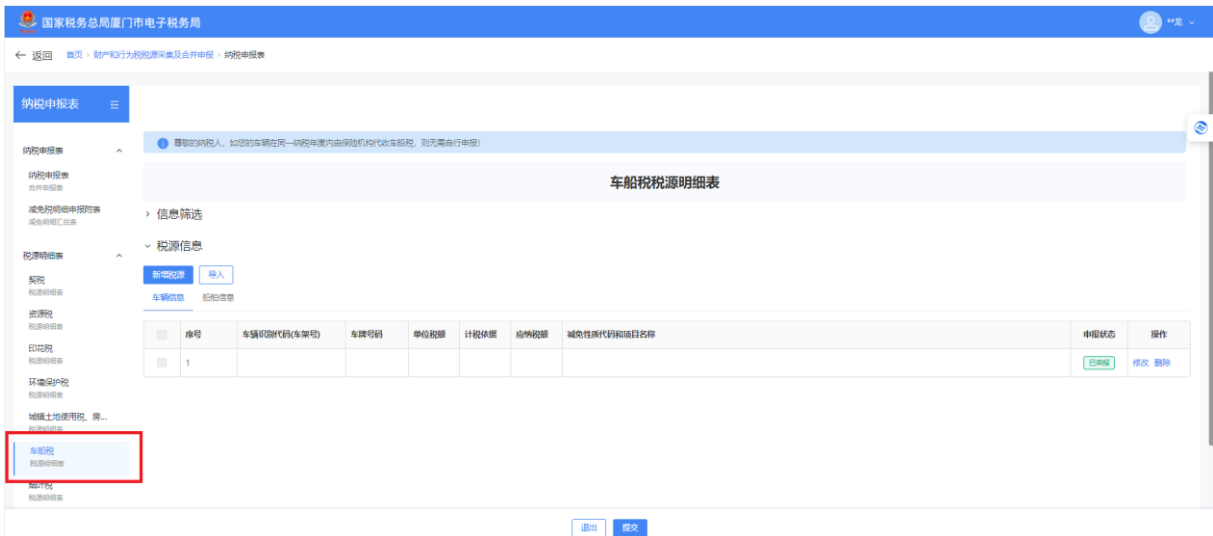 国家税务总局厦门市电子税务局
**龙
返回 首页 > 财产和行为税税源采集及合并申报 > 纳税申报表
纳税申报表
尊敬的纳税人，如您的车辆在同一纳税年度内由保险机构代收车船税，则无需自行申报！
纳税申报表
纳税申报表
合并申报表
减免税明细申报附表
减免明细汇总表
税源明细表
契税
税源明细表
资源税
税源明细表
印花税
税源明细表
环境保护税
税源明细表
城镇土地使用税、房...
税源明细表
车船税
税源明细表
烟叶税
税源明细表
车船税税源明细表
信息筛选
税源信息
新增税源 导入
车辆信息 船舶信息
序号 车辆识别代码(车架号) 车牌号码 单位税额 计税依据 应纳税额 减免性质代码和项目名称 申报状态 操作
1 已申报 修改 删除
退出 提交